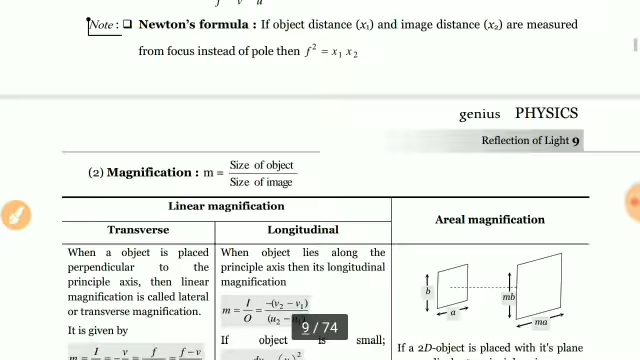 f v u
Note : ❑ Newton's formula : If object distance (x₁) and image distance (x₂) are measured
from focus instead of pole then f² = x₁ x₂
genius PHYSICS
Reflection of Light 9
(2) Magnification : m = Size of object / Size of image
Linear magnification
Areal magnification
Transverse
Longitudinal
When a object is placed
perpendicular to the
principle axis, then linear
magnification is called lateral
or transverse magnification.
It is given by
When object lies along the
principle axis then its longitudinal
magnification
m = I/O = −(v₂ − v₁)/(u₂ − u₁)
If object is small;
9 / 74
b
a
mb
ma
If a 2D-object is placed with it's plane